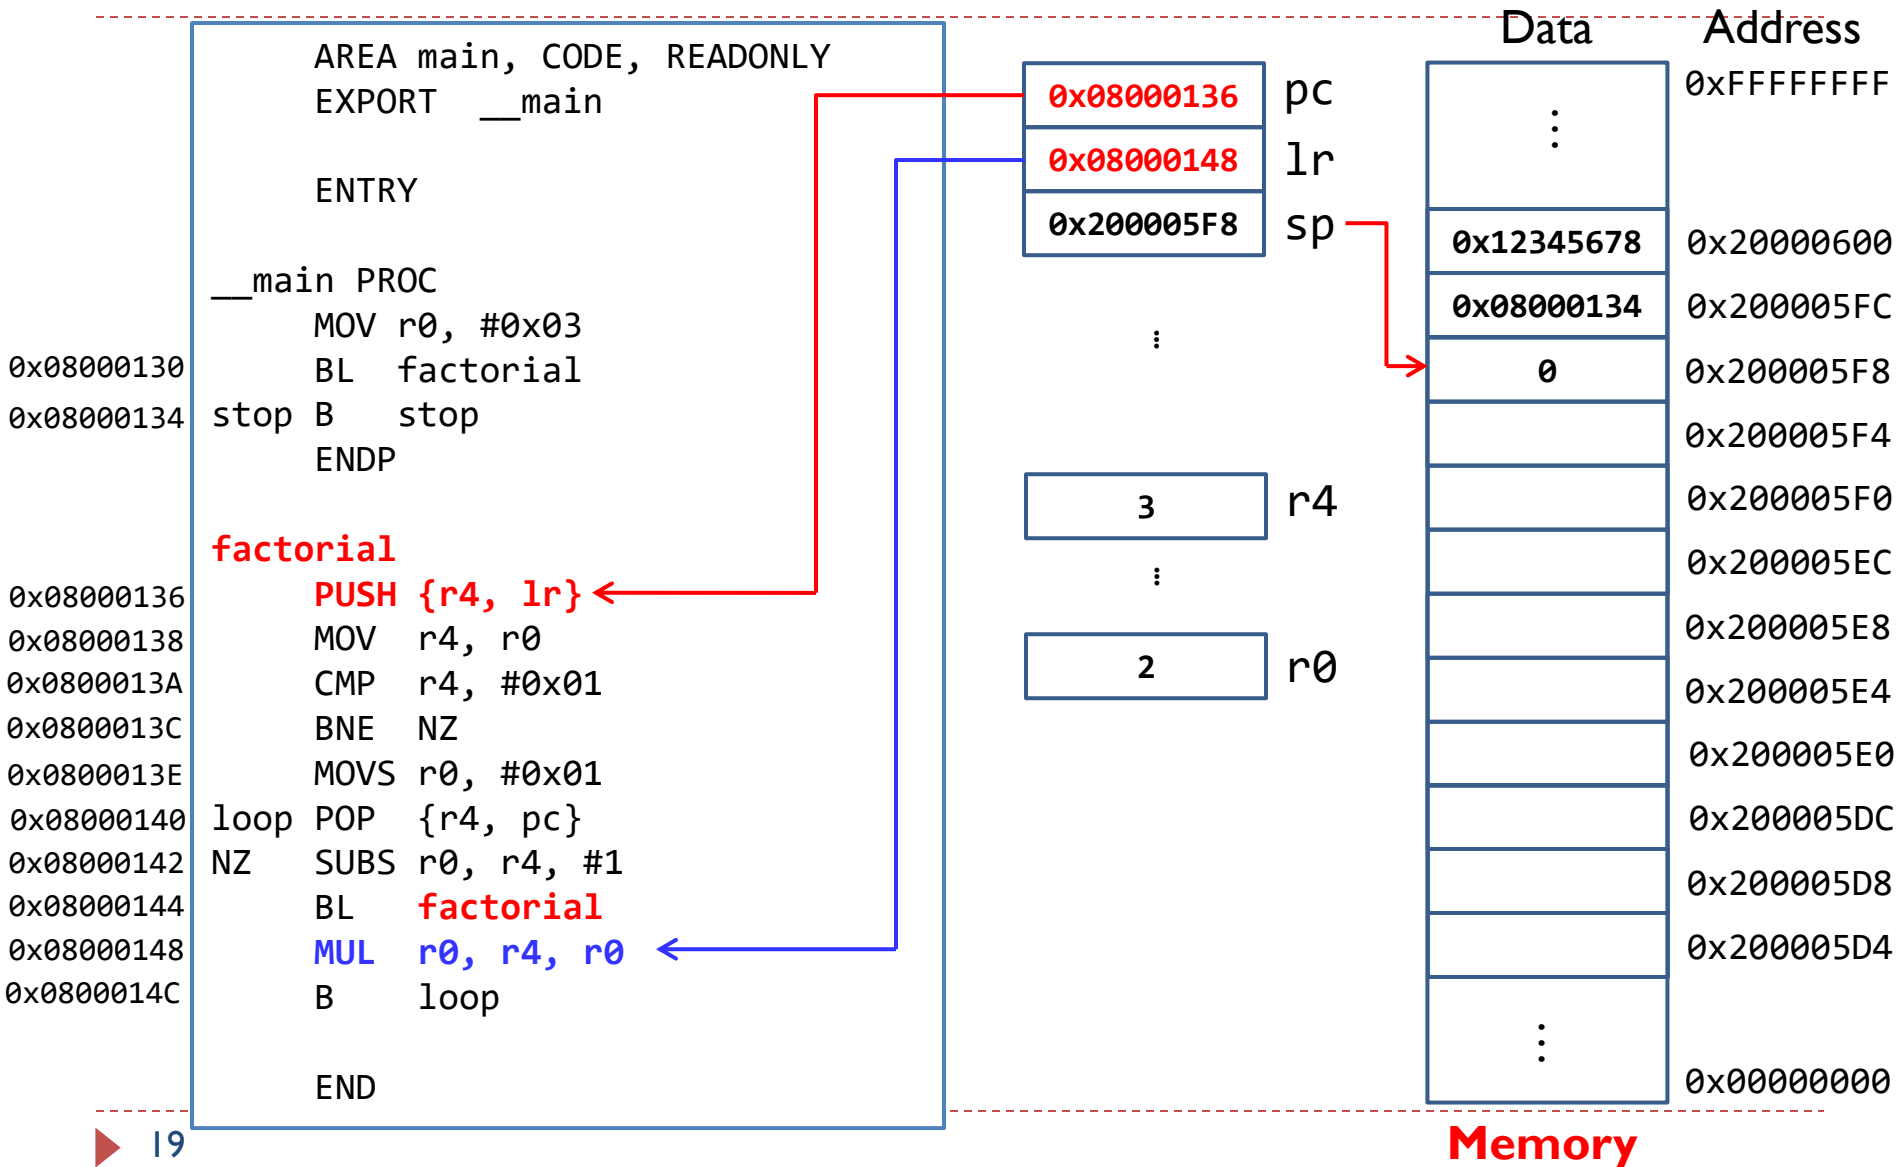 AREA main, CODE, READONLY
EXPORT __main
ENTRY
__main PROC
MOV r0, #0x03
0x08000130 BL factorial
0x08000134 stop B stop
ENDP
factorial
0x08000136 PUSH {r4, lr}
0x08000138 MOV r4, r0
0x0800013A CMP r4, #0x01
0x0800013C BNE NZ
0x0800013E MOVS r0, #0x01
0x08000140 loop POP {r4, pc}
0x08000142 NZ SUBS r0, r4, #1
0x08000144 BL factorial
0x08000148 MUL r0, r4, r0
0x0800014C B loop
END
0x08000136 pc
0x08000148 lr
0x200005F8 sp
⋮
3 r4
⋮
2 r0
Data Address
0xFFFFFFFF
⋮
0x12345678 0x20000600
0x08000134 0x200005FC
0 0x200005F8
0x200005F4
0x200005F0
0x200005EC
0x200005E8
0x200005E4
0x200005E0
0x200005DC
0x200005D8
0x200005D4
⋮
0x00000000
Memory
19